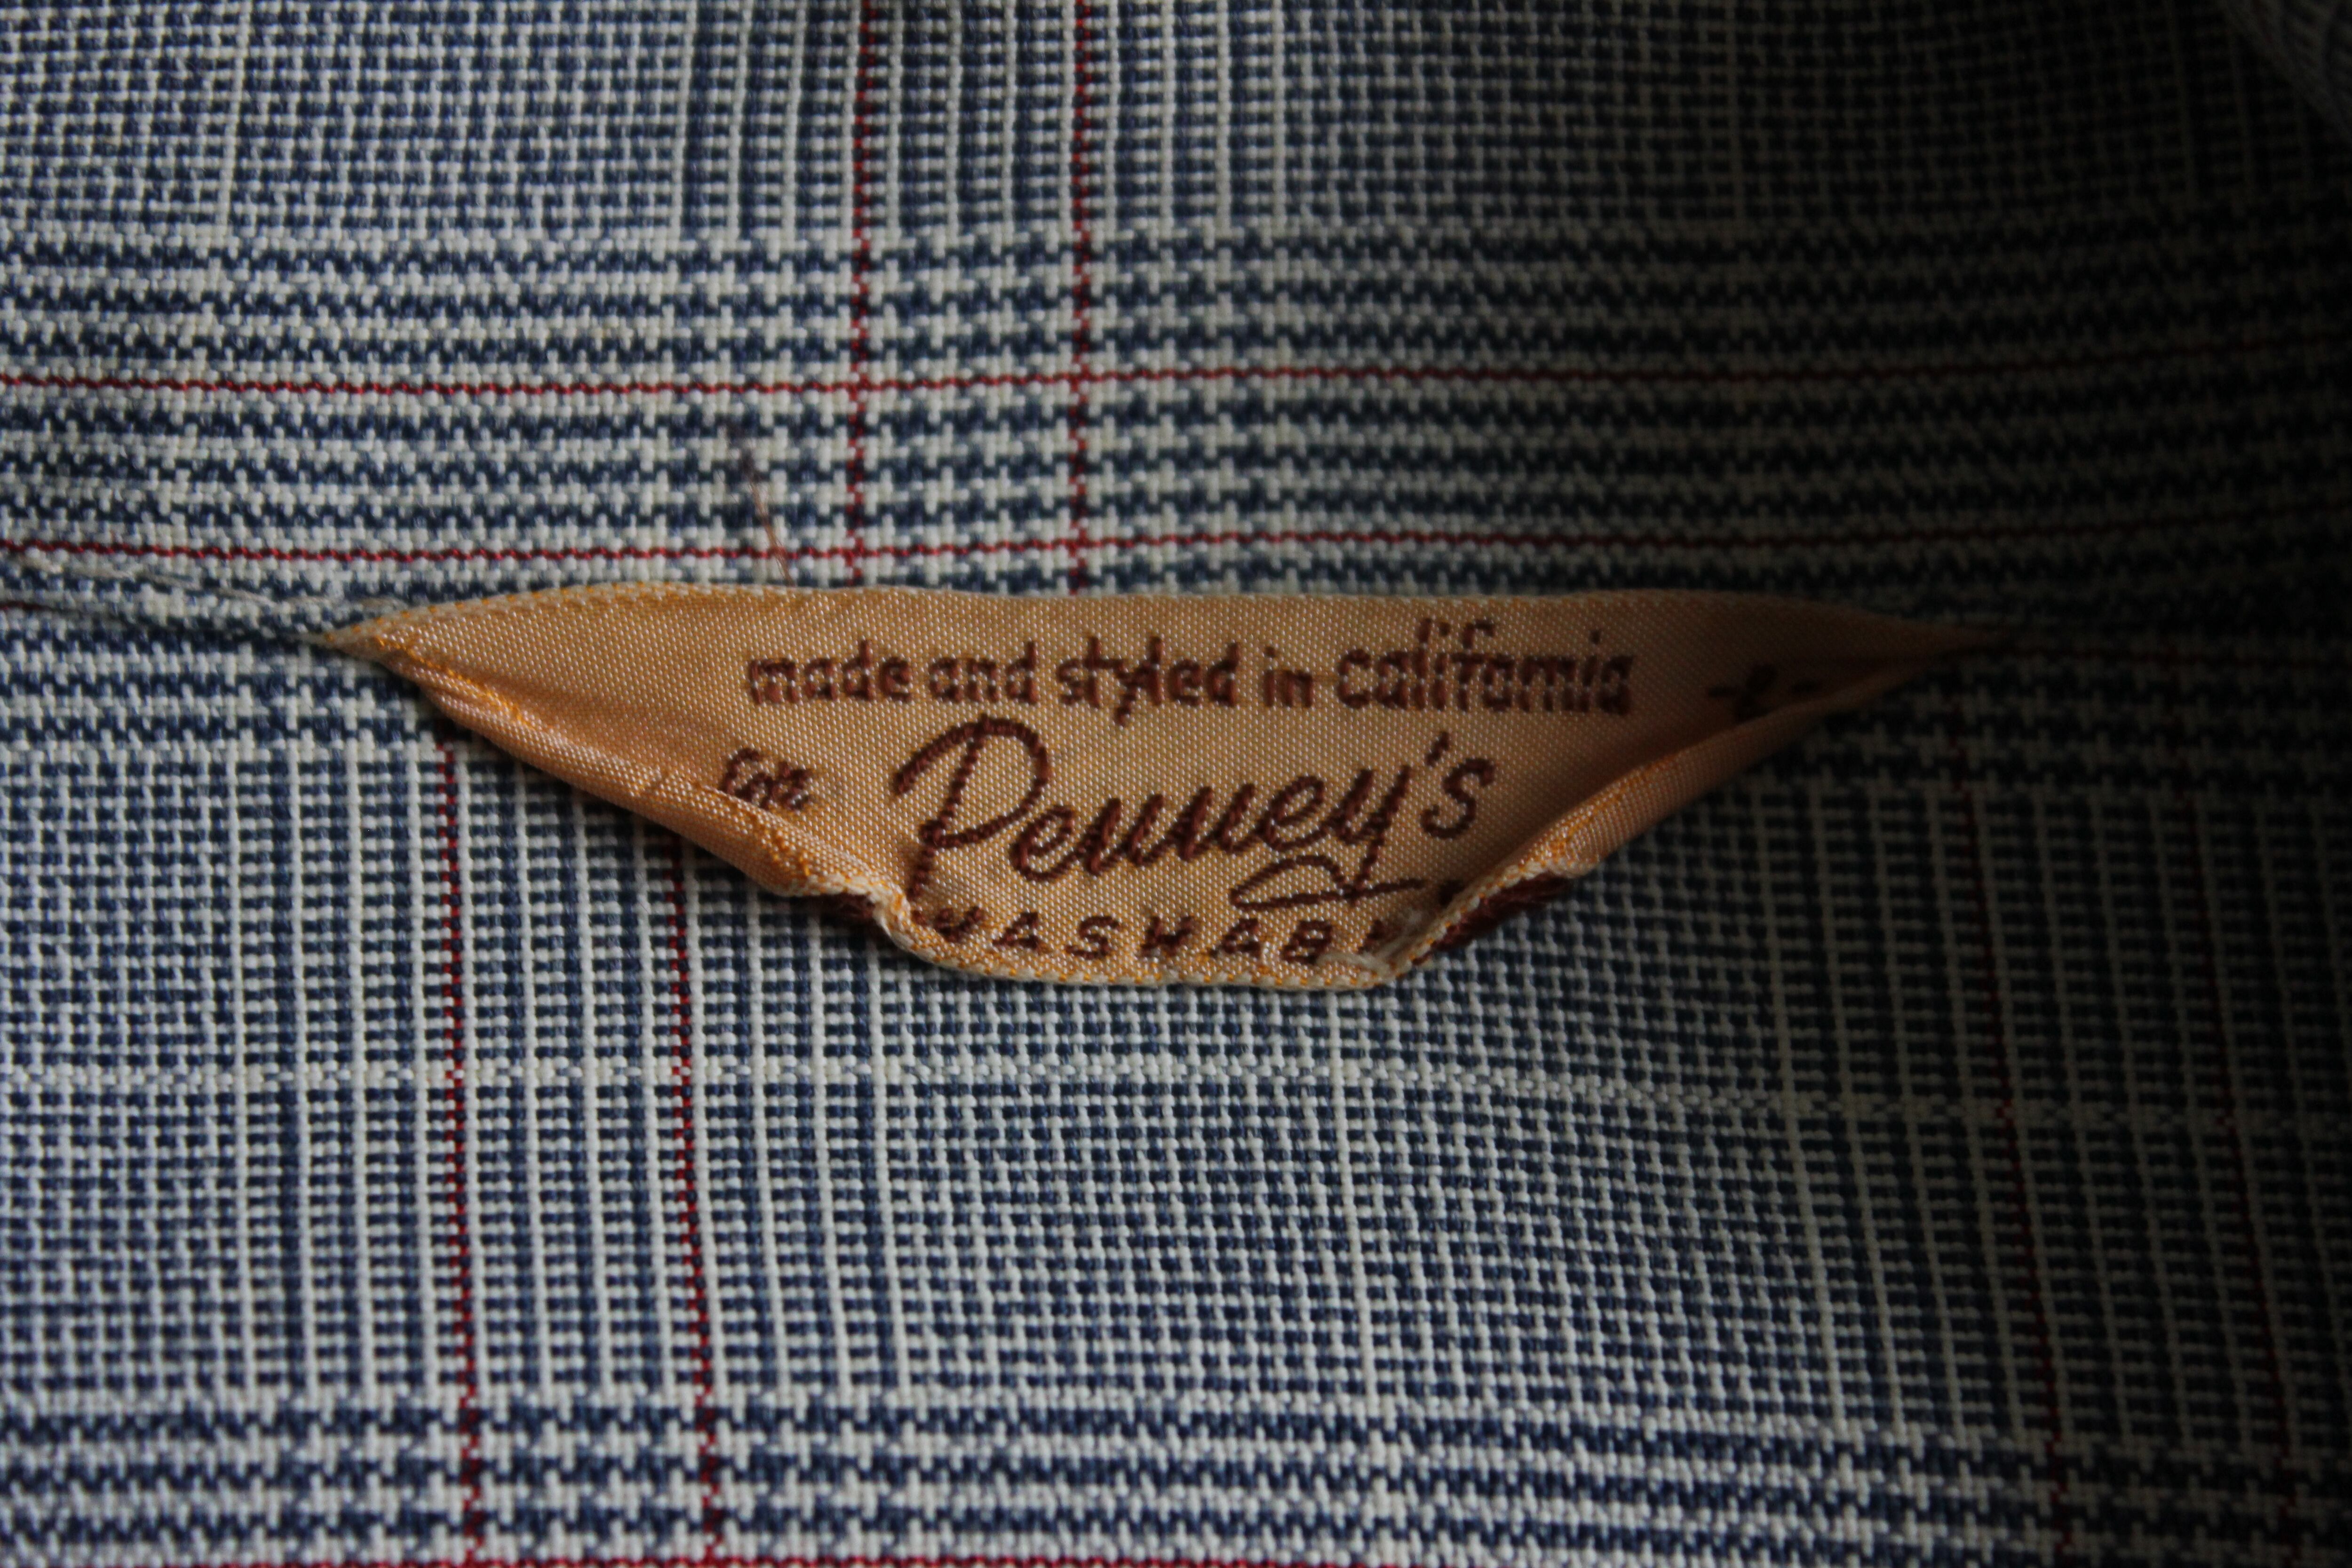 made and styled in california
for Penney's
WASHAB